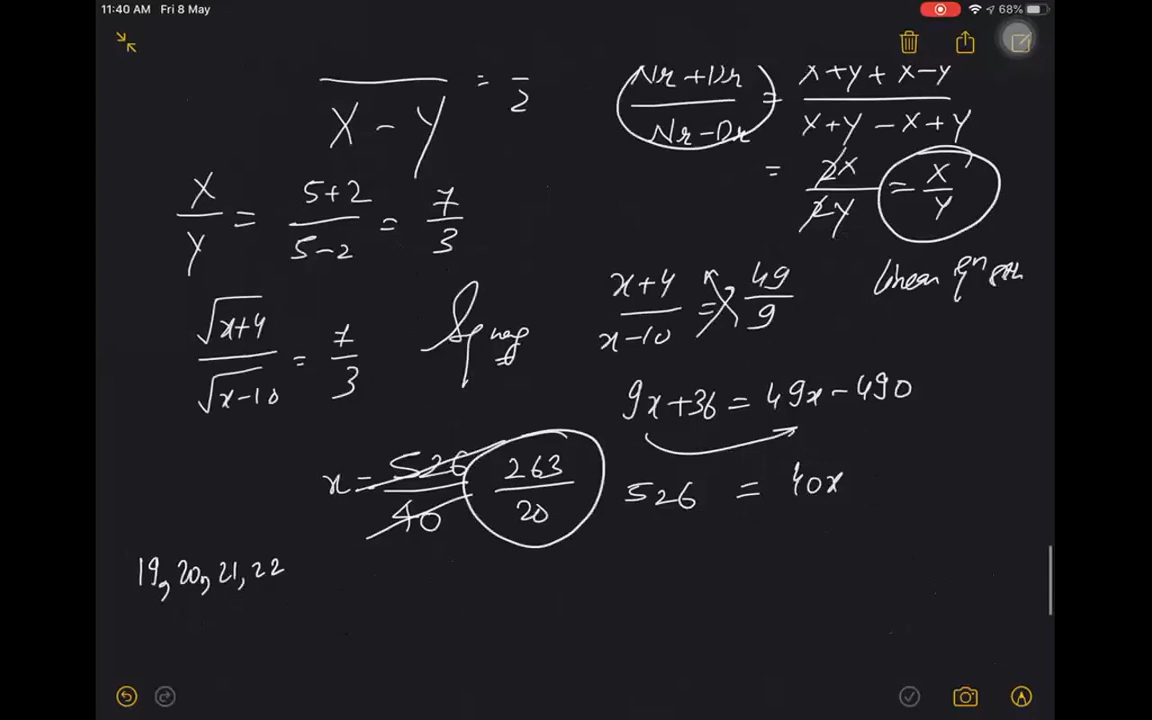 11:40 AM Fri 8 May 68%
X - Y = 2
Nr + Dr / Nr - Dr = X + Y + X - Y / X + Y - X + Y
= 2X / 2Y = X / Y
X / Y = 5+2 / 5-2 = 7 / 3
Linear Eqn
√x+4 / √x-10 = 7 / 3
x+4 / x-10 = 49 / 9
9x+36 = 49x-490
x = 526 / 40 263 / 20
526 = 40x
19, 20, 21, 22